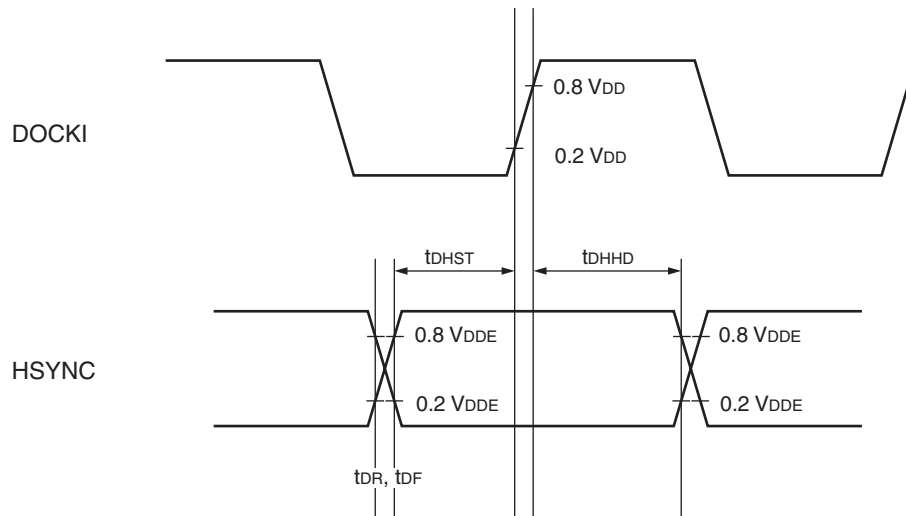 0.8 VDD
DOCKI
0.2 VDD
tDHST tDHHD
0.8 VDDE 0.8 VDDE
HSYNC
0.2 VDDE 0.2 VDDE
tDR, tDF